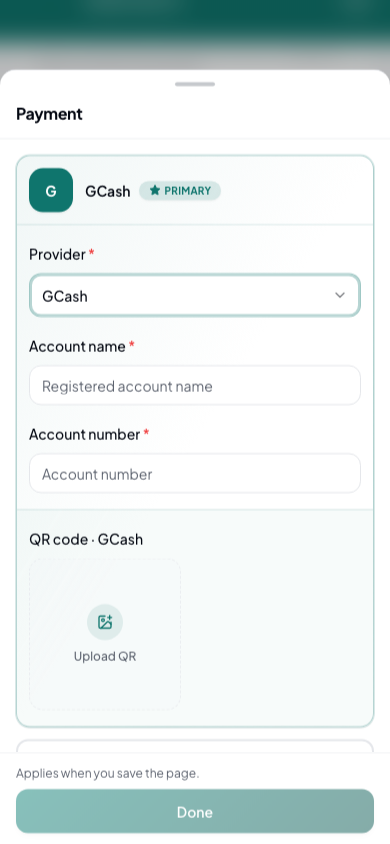 Payment
G GCash PRIMARY
Provider *
GCash
Account name *
Registered account name
Account number *
Account number
QR code · GCash
Upload QR
Applies when you save the page.
Done